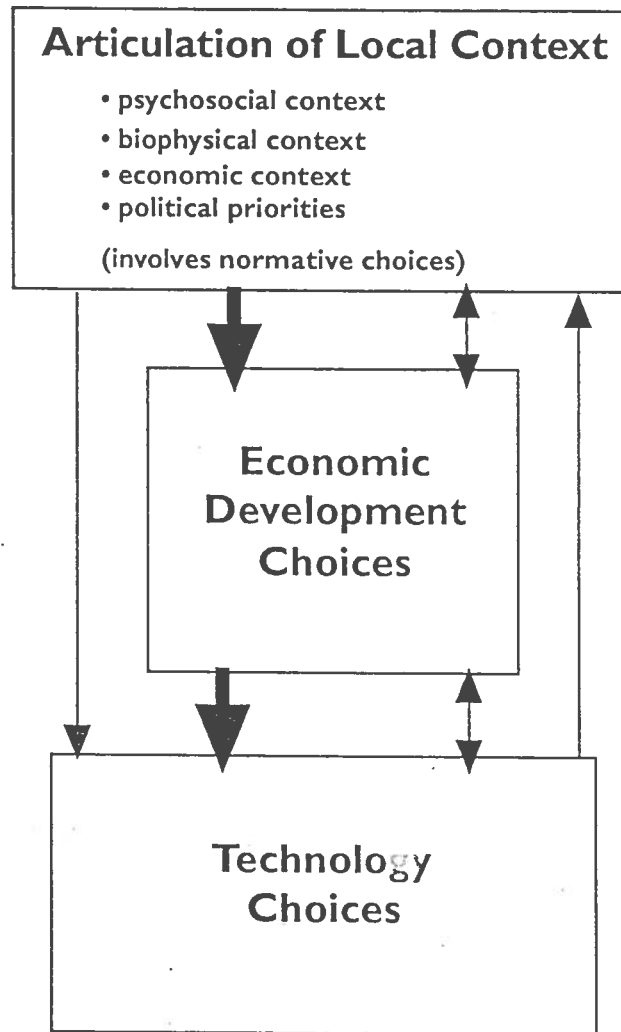 Articulation of Local Context
• psychosocial context
• biophysical context
• economic context
• political priorities
(involves normative choices)
Economic
Development
Choices
Technology
Choices